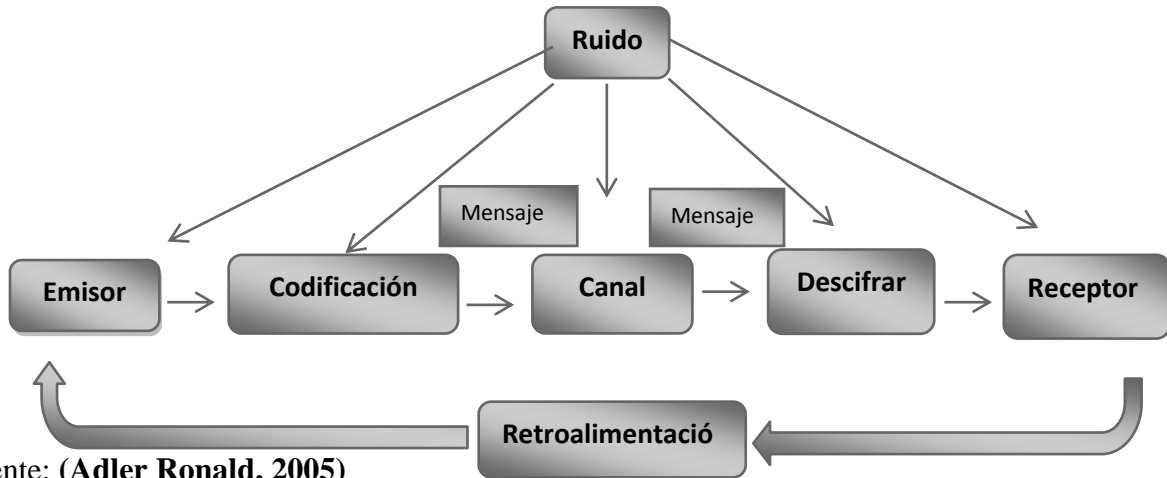 Ruido
Mensaje
Mensaje
Emisor
Codificación
Canal
Descifrar
Receptor
Retroalimentació
ente: (Adler Ronald, 2005)